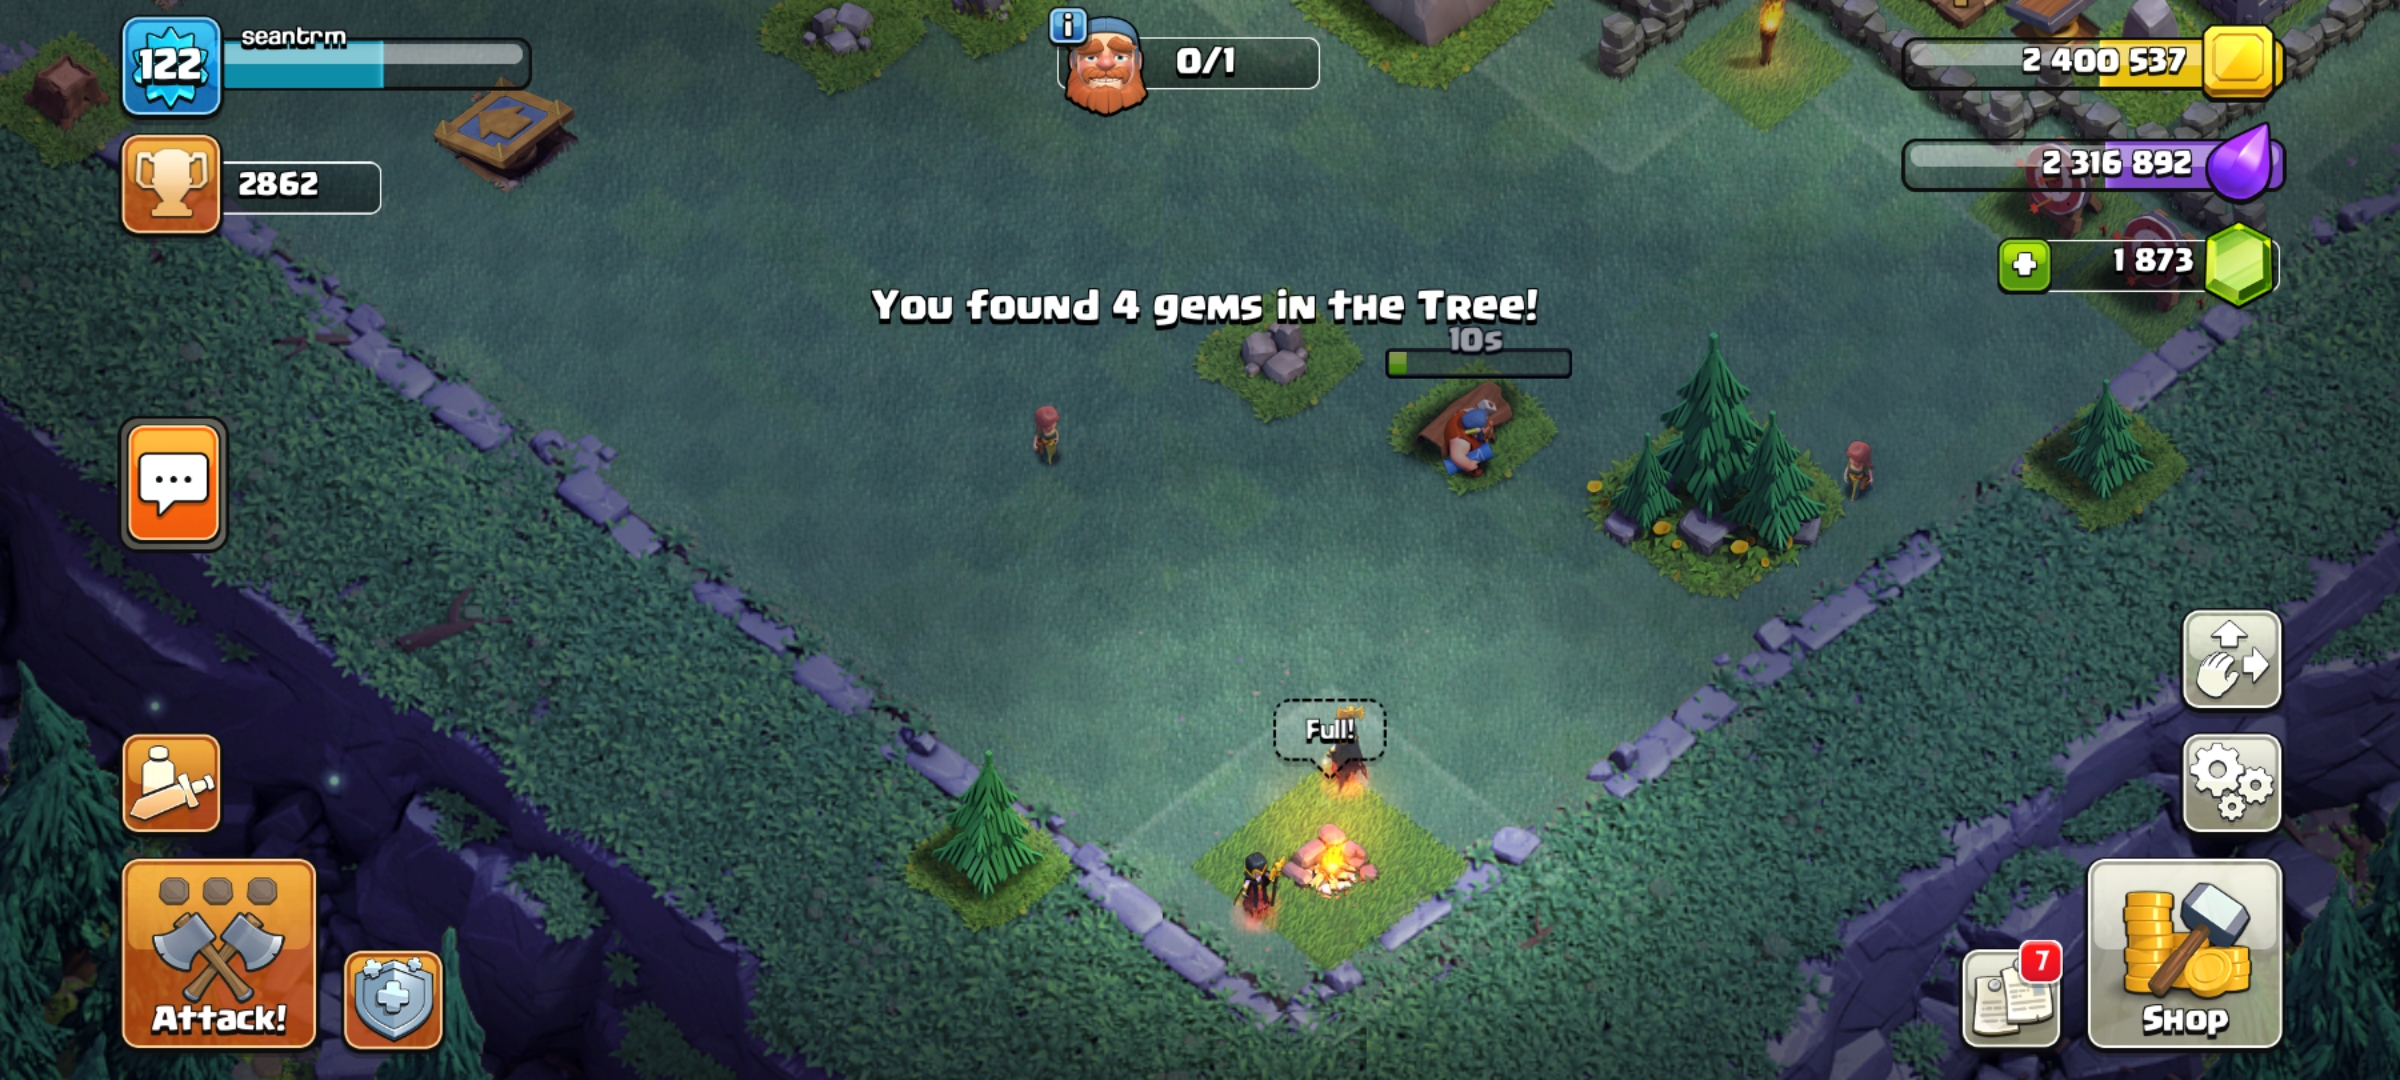 seantrm
122
0/1
2 400 537
2862
2 316 892
1 873
You found 4 gems in the Tree!
10s
Full!
7
Attack!
Shop